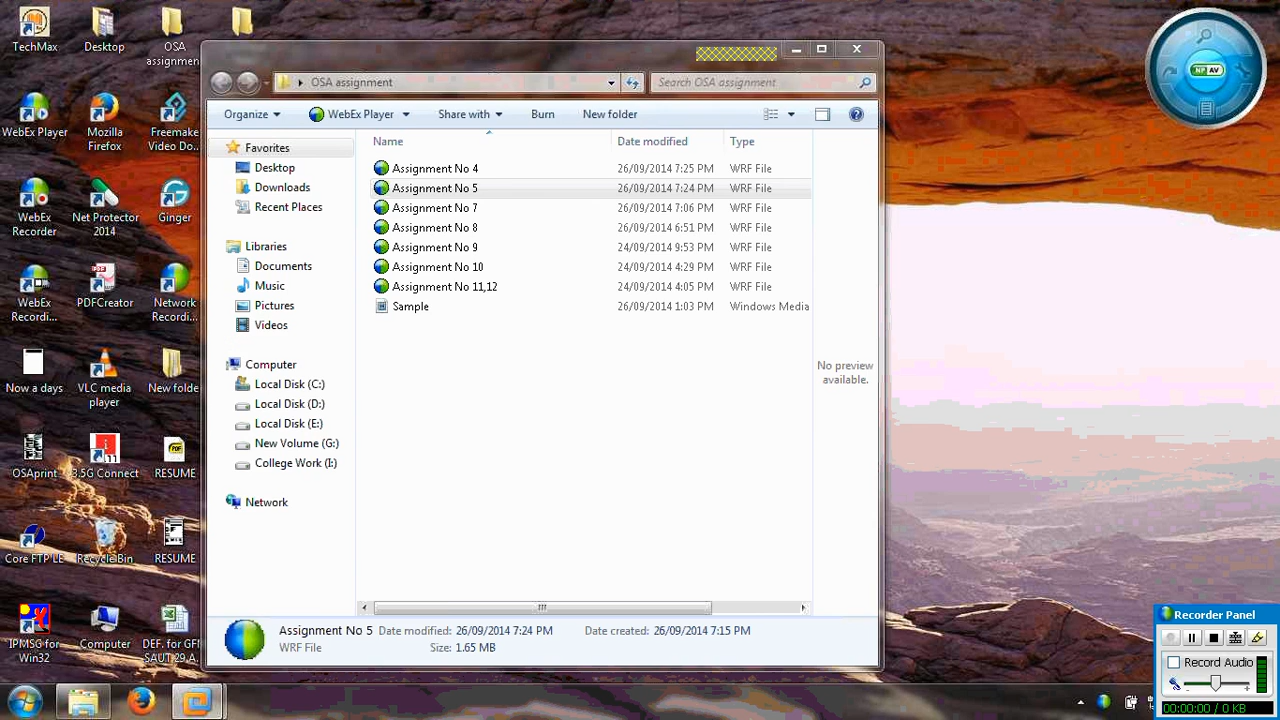 TechMax
Desktop
OSA
assignment
WebEx Player
Mozilla
Firefox
Freemake
Video Do...
WebEx
Recorder
Net Protector
2014
Ginger
WebEx
Recordi...
PDFCreator
Network
Recordi...
Now a days
VLC media
player
New folde
OSAprint
3.5G Connect
RESUME
Core FTP LE
Recycle Bin
RESUME
IPMSG for
Win32
Computer
DEF. for GFM
SAUT 29 A...
OSA assignment
Search OSA assignment
Organize
WebEx Player
Share with
Burn
New folder
Favorites
Desktop
Downloads
Recent Places
Libraries
Documents
Music
Pictures
Videos
Computer
Local Disk (C:)
Local Disk (D:)
Local Disk (E:)
New Volume (G:)
College Work (I:)
Network
Name Date modified Type
Assignment No 4 26/09/2014 7:25 PM WRF File
Assignment No 5 26/09/2014 7:24 PM WRF File
Assignment No 7 26/09/2014 7:06 PM WRF File
Assignment No 8 26/09/2014 6:51 PM WRF File
Assignment No 9 24/09/2014 9:53 PM WRF File
Assignment No 10 24/09/2014 4:29 PM WRF File
Assignment No 11,12 24/09/2014 4:05 PM WRF File
Sample 26/09/2014 1:03 PM Windows Media
No preview
available.
Assignment No 5 Date modified: 26/09/2014 7:24 PM Date created: 26/09/2014 7:15 PM
WRF File Size: 1.65 MB
NP AV
Recorder Panel
Record Audio
00:00:00 / 0 KB